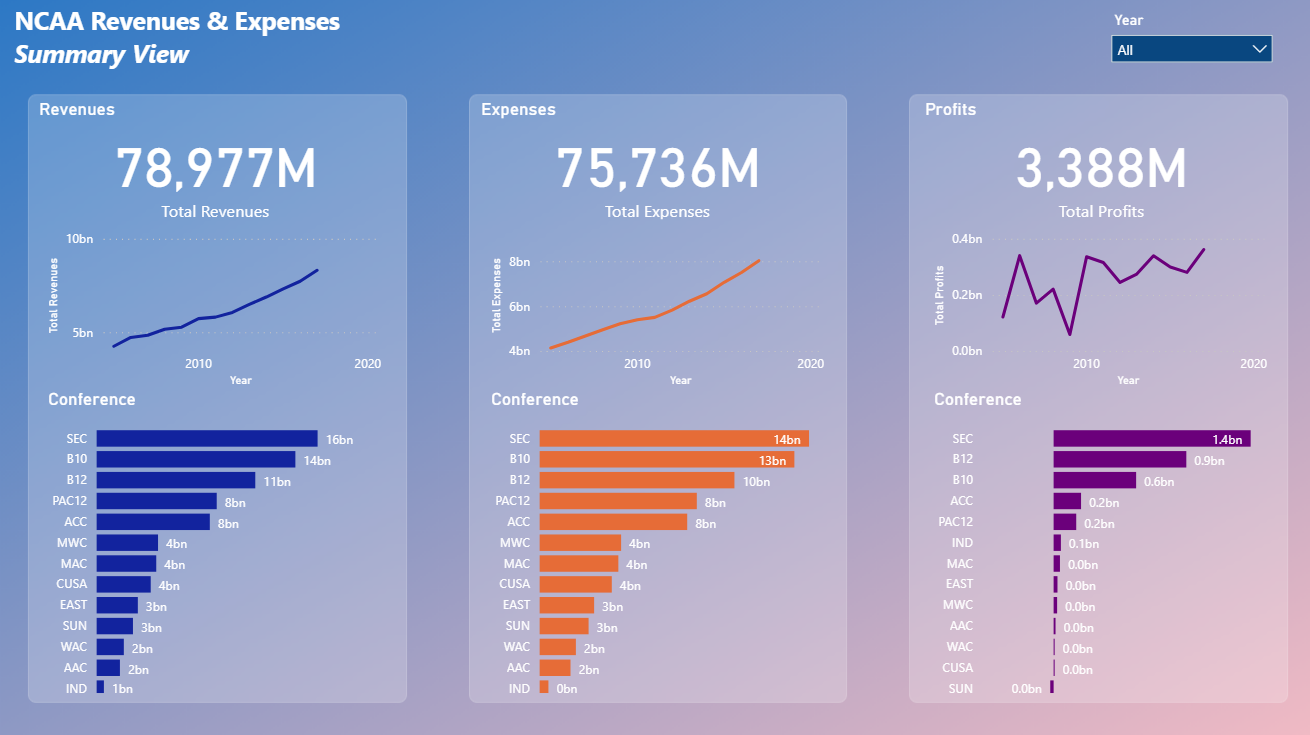 NCAA Revenues & Expenses
Summary View
Year
All
Revenues
78,977M
Total Revenues
10bn
5bn
Total Revenues
2010
2020
Year
Conference
SEC 16bn
B10 14bn
B12 11bn
PAC12 8bn
ACC 8bn
MWC 4bn
MAC 4bn
CUSA 4bn
EAST 3bn
SUN 3bn
WAC 2bn
AAC 2bn
IND 1bn
Expenses
75,736M
Total Expenses
8bn
6bn
4bn
Total Expenses
2010
2020
Year
Conference
SEC 14bn
B10 13bn
B12 10bn
PAC12 8bn
ACC 8bn
MWC 4bn
MAC 4bn
CUSA 4bn
EAST 3bn
SUN 3bn
WAC 2bn
AAC 2bn
IND 0bn
Profits
3,388M
Total Profits
0.4bn
0.2bn
0.0bn
Total Profits
2010
2020
Year
Conference
SEC 1.4bn
B12 0.9bn
B10 0.6bn
ACC 0.2bn
PAC12 0.2bn
IND 0.1bn
MAC 0.0bn
EAST 0.0bn
MWC 0.0bn
AAC 0.0bn
WAC 0.0bn
CUSA 0.0bn
SUN 0.0bn